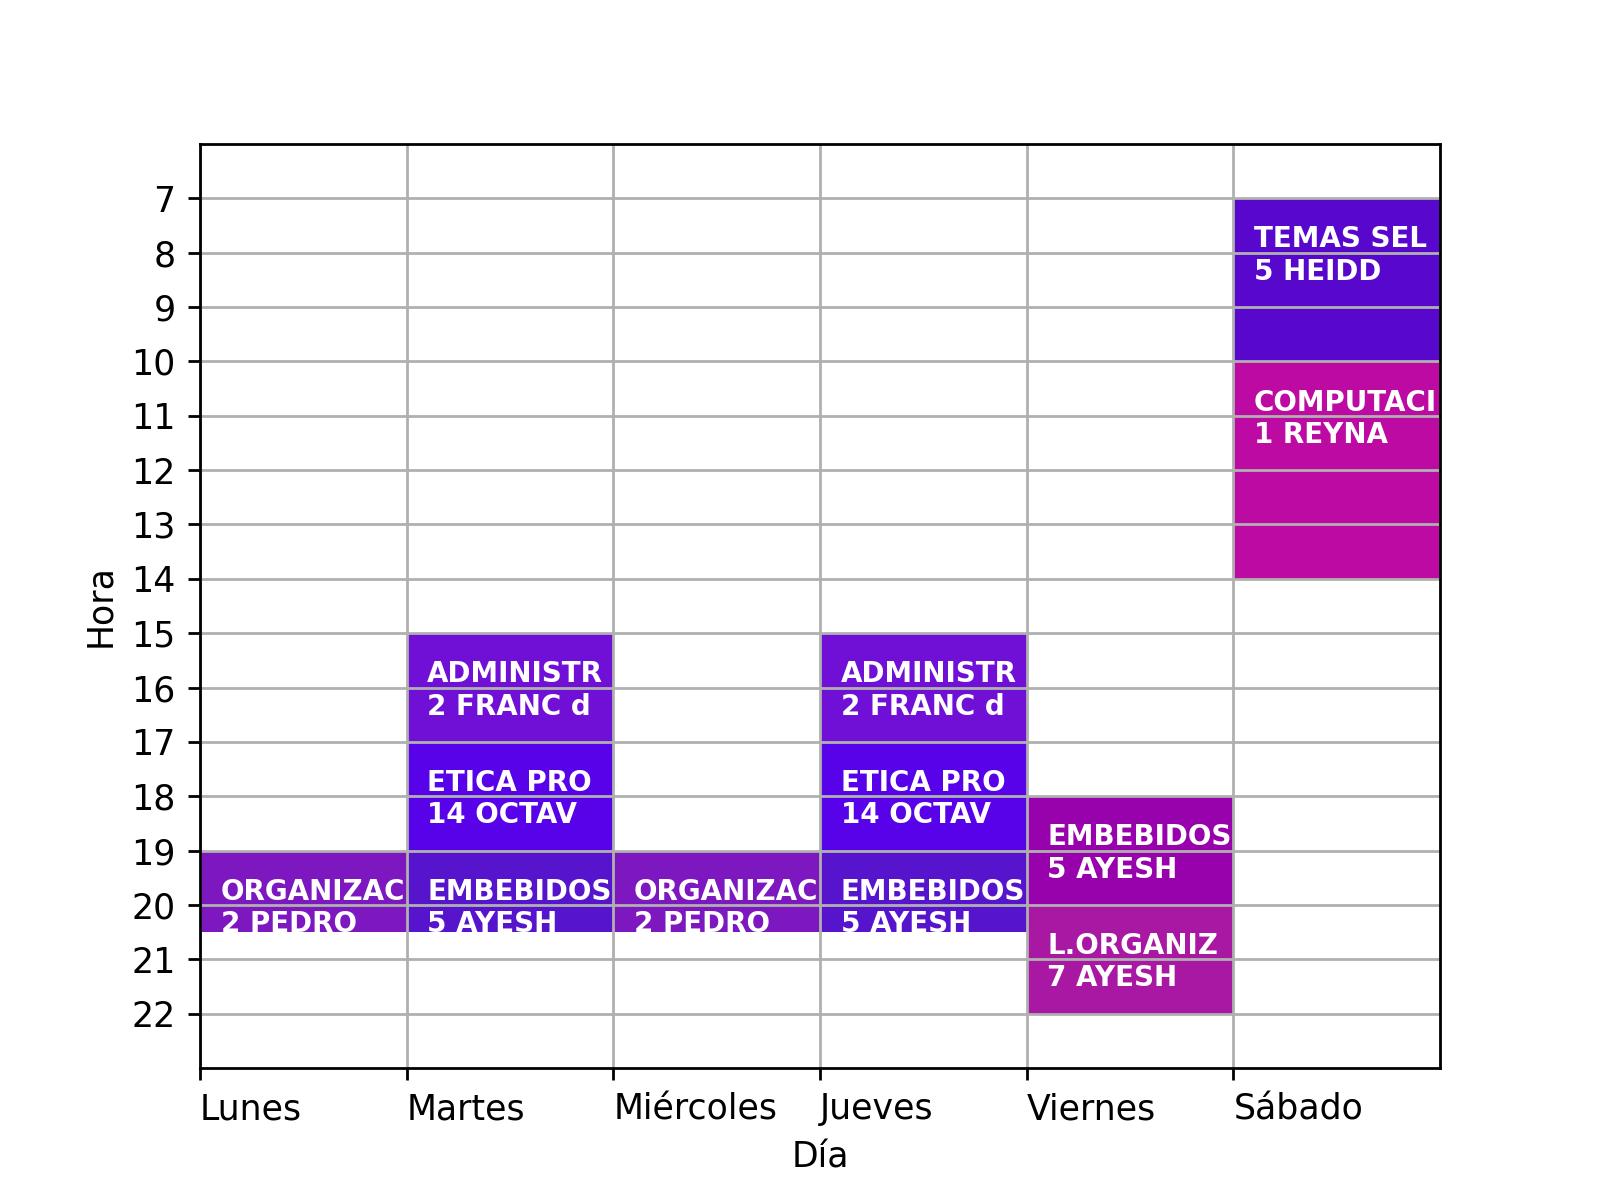 7
TEMAS SEL
8
5 HEIDD
9
10
COMPUTACI
11
1 REYNA
12
13
14
Hora
15
ADMINISTR ADMINISTR
16
2 FRANC d 2 FRANC d
17
ETICA PRO ETICA PRO
18
14 OCTAV 14 OCTAV
EMBEBIDOS
19
5 AYESH
ORGANIZAC EMBEBIDOS ORGANIZAC EMBEBIDOS
20
2 PEDRO 5 AYESH 2 PEDRO 5 AYESH
L.ORGANIZ
21
7 AYESH
22
Lunes Martes Miércoles Jueves Viernes Sábado
Día